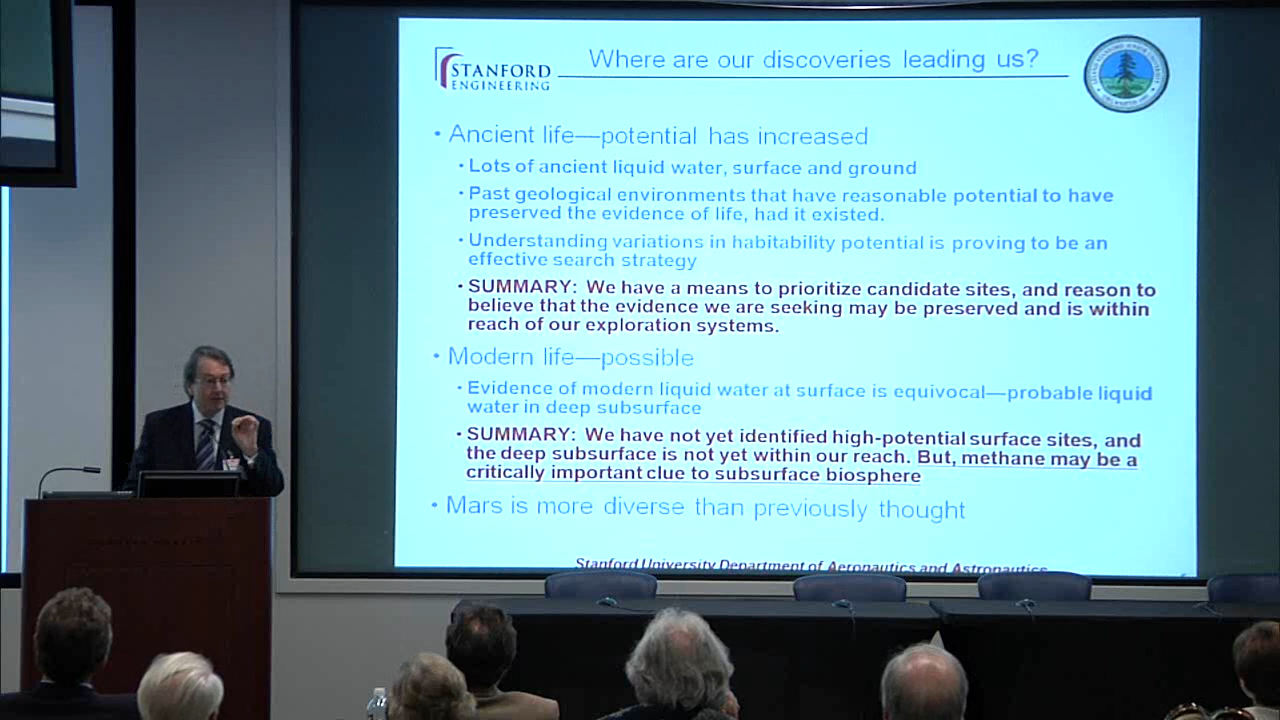 STANFORD
ENGINEERING
Where are our discoveries leading us?
• Ancient life—potential has increased
• Lots of ancient liquid water, surface and ground
• Past geological environments that have reasonable potential to have
preserved the evidence of life, had it existed.
• Understanding variations in habitability potential is proving to be an
effective search strategy
• SUMMARY: We have a means to prioritize candidate sites, and reason to
believe that the evidence we are seeking may be preserved and is within
reach of our exploration systems.
• Modern life—possible
• Evidence of modern liquid water at surface is equivocal—probable liquid
water in deep subsurface
• SUMMARY: We have not yet identified high-potential surface sites, and
the deep subsurface is not yet within our reach. But, methane may be a
critically important clue to subsurface biosphere
• Mars is more diverse than previously thought
Stanford University Department of Aeronautics and Astronautics